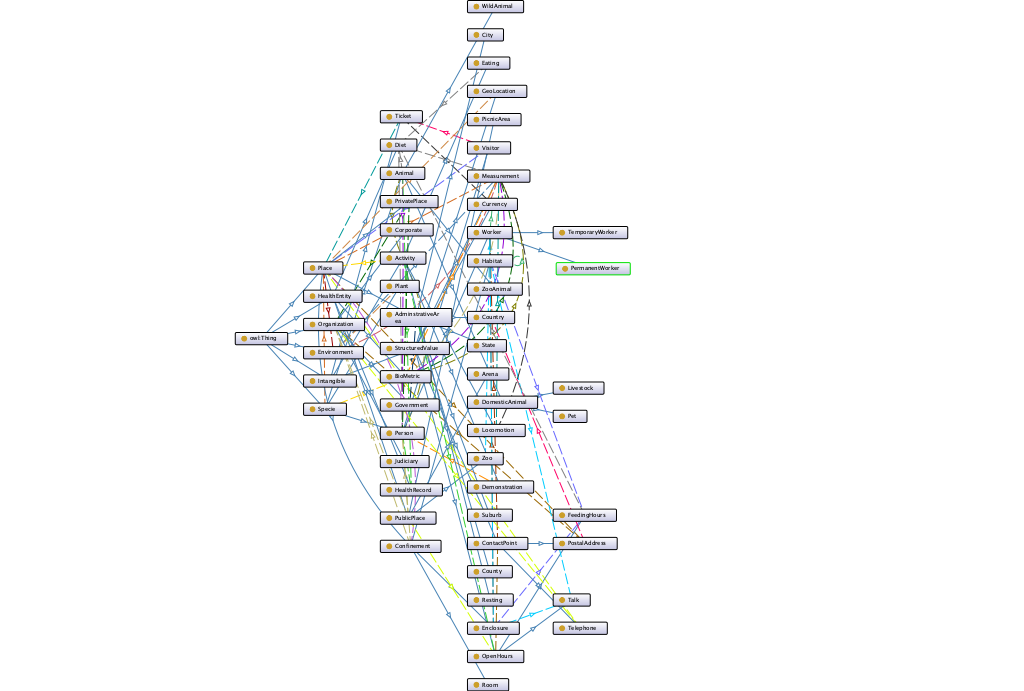 WildAnimal
City
Eating
GeoLocation
Ticket
PicnicArea
Diet
Visitor
Animal
Measurement
PrivatePlace
Currency
Corporate
Worker
TemporaryWorker
Activity
Habitat
Place
PermanentWorker
Plant
ZooAnimal
HealthEntity
AdminstrativeAr
ea
Country
Organization
owl:Thing
StructuredValue
State
Environment
BioMetric
Arena
Intangible
Livestock
Government
DomesticAnimal
Specie
Pet
Person
Locomotion
Judiciary
Zoo
HealthRecord
Demonstration
PublicPlace
Suburb
FeedingHours
Confinement
ContactPoint
PostalAddress
County
Resting
Talk
Enclosure
Telephone
OpenHours
Room